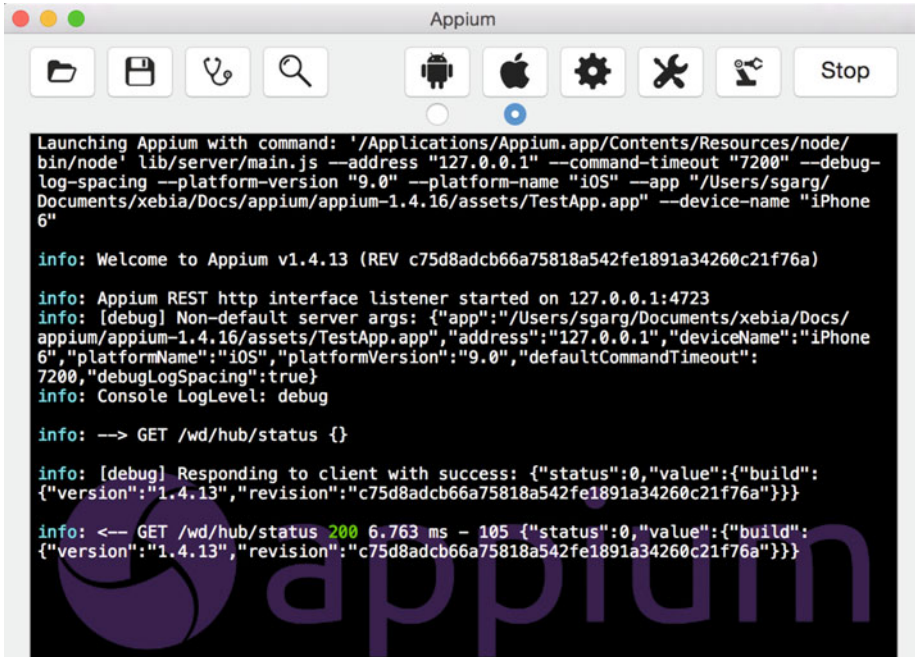 Appium
Stop
Launching Appium with command: '/Applications/Appium.app/Contents/Resources/node/
bin/node' lib/server/main.js --address "127.0.0.1" --command-timeout "7200" --debug-
log-spacing --platform-version "9.0" --platform-name "iOS" --app "/Users/sgarg/
Documents/xebia/Docs/appium/appium-1.4.16/assets/TestApp.app" --device-name "iPhone
6"
info: Welcome to Appium v1.4.13 (REV c75d8adcb66a75818a542fe1891a34260c21f76a)
info: Appium REST http interface listener started on 127.0.0.1:4723
info: [debug] Non-default server args: {"app":"/Users/sgarg/Documents/xebia/Docs/
appium/appium-1.4.16/assets/TestApp.app","address":"127.0.0.1","deviceName":"iPhone
6","platformName":"iOS","platformVersion":"9.0","defaultCommandTimeout":
7200,"debugLogSpacing":true}
info: Console LogLevel: debug
info: --> GET /wd/hub/status {}
info: [debug] Responding to client with success: {"status":0,"value":{"build":
{"version":"1.4.13","revision":"c75d8adcb66a75818a542fe1891a34260c21f76a"}}}
info: <-- GET /wd/hub/status 200 6.763 ms - 105 {"status":0,"value":{"build":
{"version":"1.4.13","revision":"c75d8adcb66a75818a542fe1891a34260c21f76a"}}}
appium